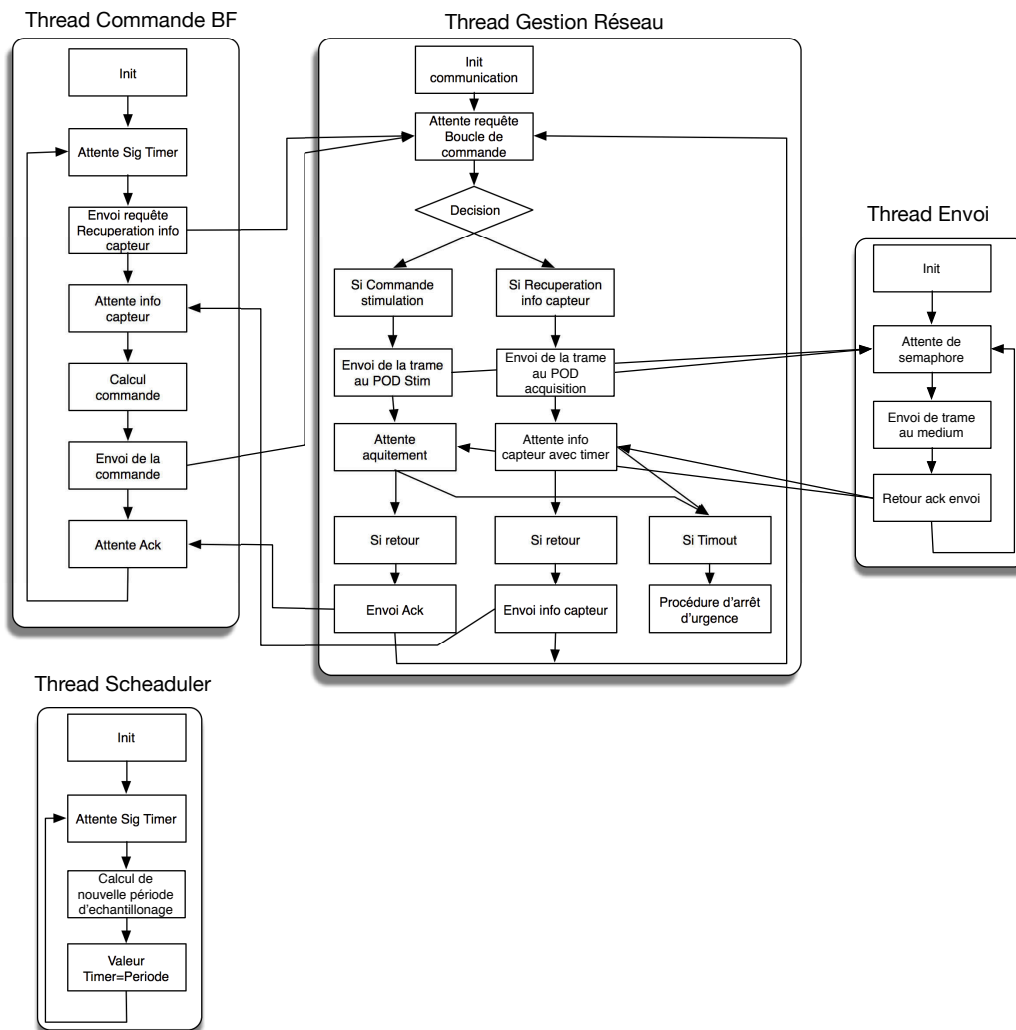 Thread Commande BF
Init
Attente Sig Timer
Envoi requête
Recuperation info
capteur
Attente info
capteur
Calcul
commande
Envoi de la
commande
Attente Ack
Thread Gestion Réseau
Init
communication
Attente requête
Boucle de
commande
Decision
Si Commande
stimulation
Si Recuperation
info capteur
Envoi de la trame
au POD Stim
Envoi de la trame
au POD
acquisition
Attente
aquitement
Attente info
capteur avec timer
Si retour
Si retour
Si Timout
Envoi Ack
Envoi info capteur
Procédure d'arrêt
d'urgence
Thread Envoi
Init
Attente de
semaphore
Envoi de trame
au medium
Retour ack envoi
Thread Scheaduler
Init
Attente Sig Timer
Calcul de
nouvelle période
d'echantillonage
Valeur
Timer=Periode